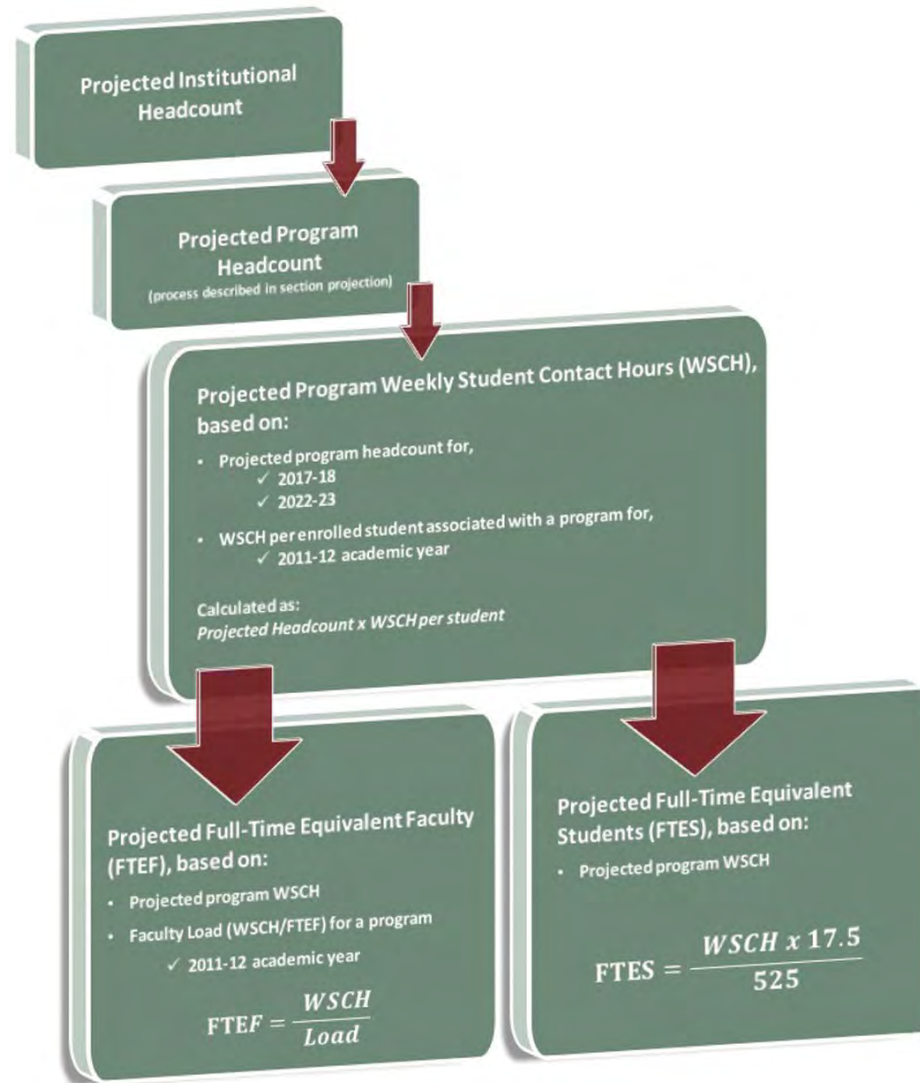 Projected Institutional
Headcount
Projected Program
Headcount
(process described in section projection)
Projected Program Weekly Student Contact Hours (WSCH),
based on:
• Projected program headcount for,
✓ 2017-18
✓ 2022-23
• WSCH per enrolled student associated with a program for,
✓ 2011-12 academic year
Calculated as:
Projected Headcount x WSCH per student
Projected Full-Time Equivalent Faculty
(FTEF), based on:
• Projected program WSCH
• Faculty Load (WSCH/FTEF) for a program
✓ 2011-12 academic year
FTEF = WSCH / Load
Projected Full-Time Equivalent
Students (FTES), based on:
• Projected program WSCH
FTES = WSCH x 17.5 / 525